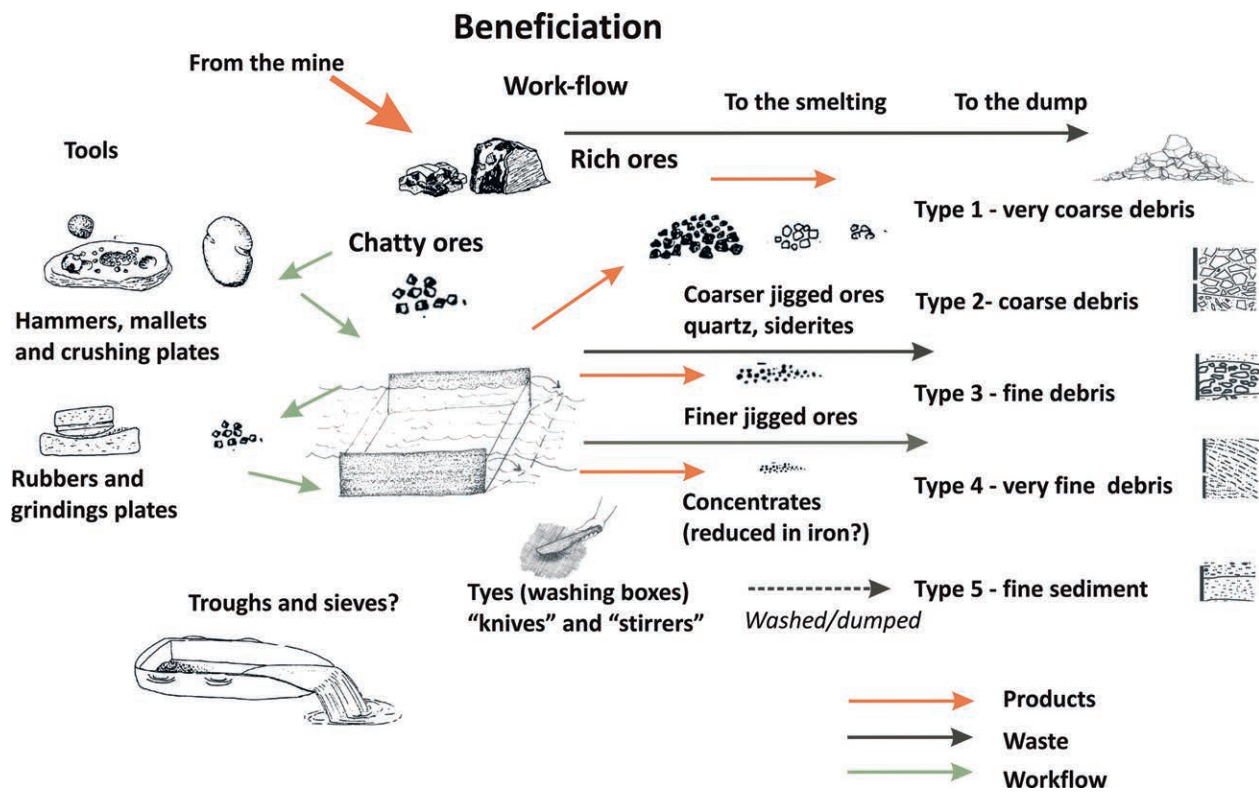 Beneficiation
From the mine
Work-flow
To the smelting
To the dump
Tools
Rich ores
Type 1 - very coarse debris
Chatty ores
Hammers, mallets
and crushing plates
Coarser jigged ores
quartz, siderites
Type 2- coarse debris
Type 3 - fine debris
Finer jigged ores
Rubbers and
grindings plates
Type 4 - very fine debris
Concentrates
(reduced in iron?)
Tyes (washing boxes)
“knives” and “stirrers”
Type 5 - fine sediment
Washed/dumped
Troughs and sieves?
Products
Waste
Workflow